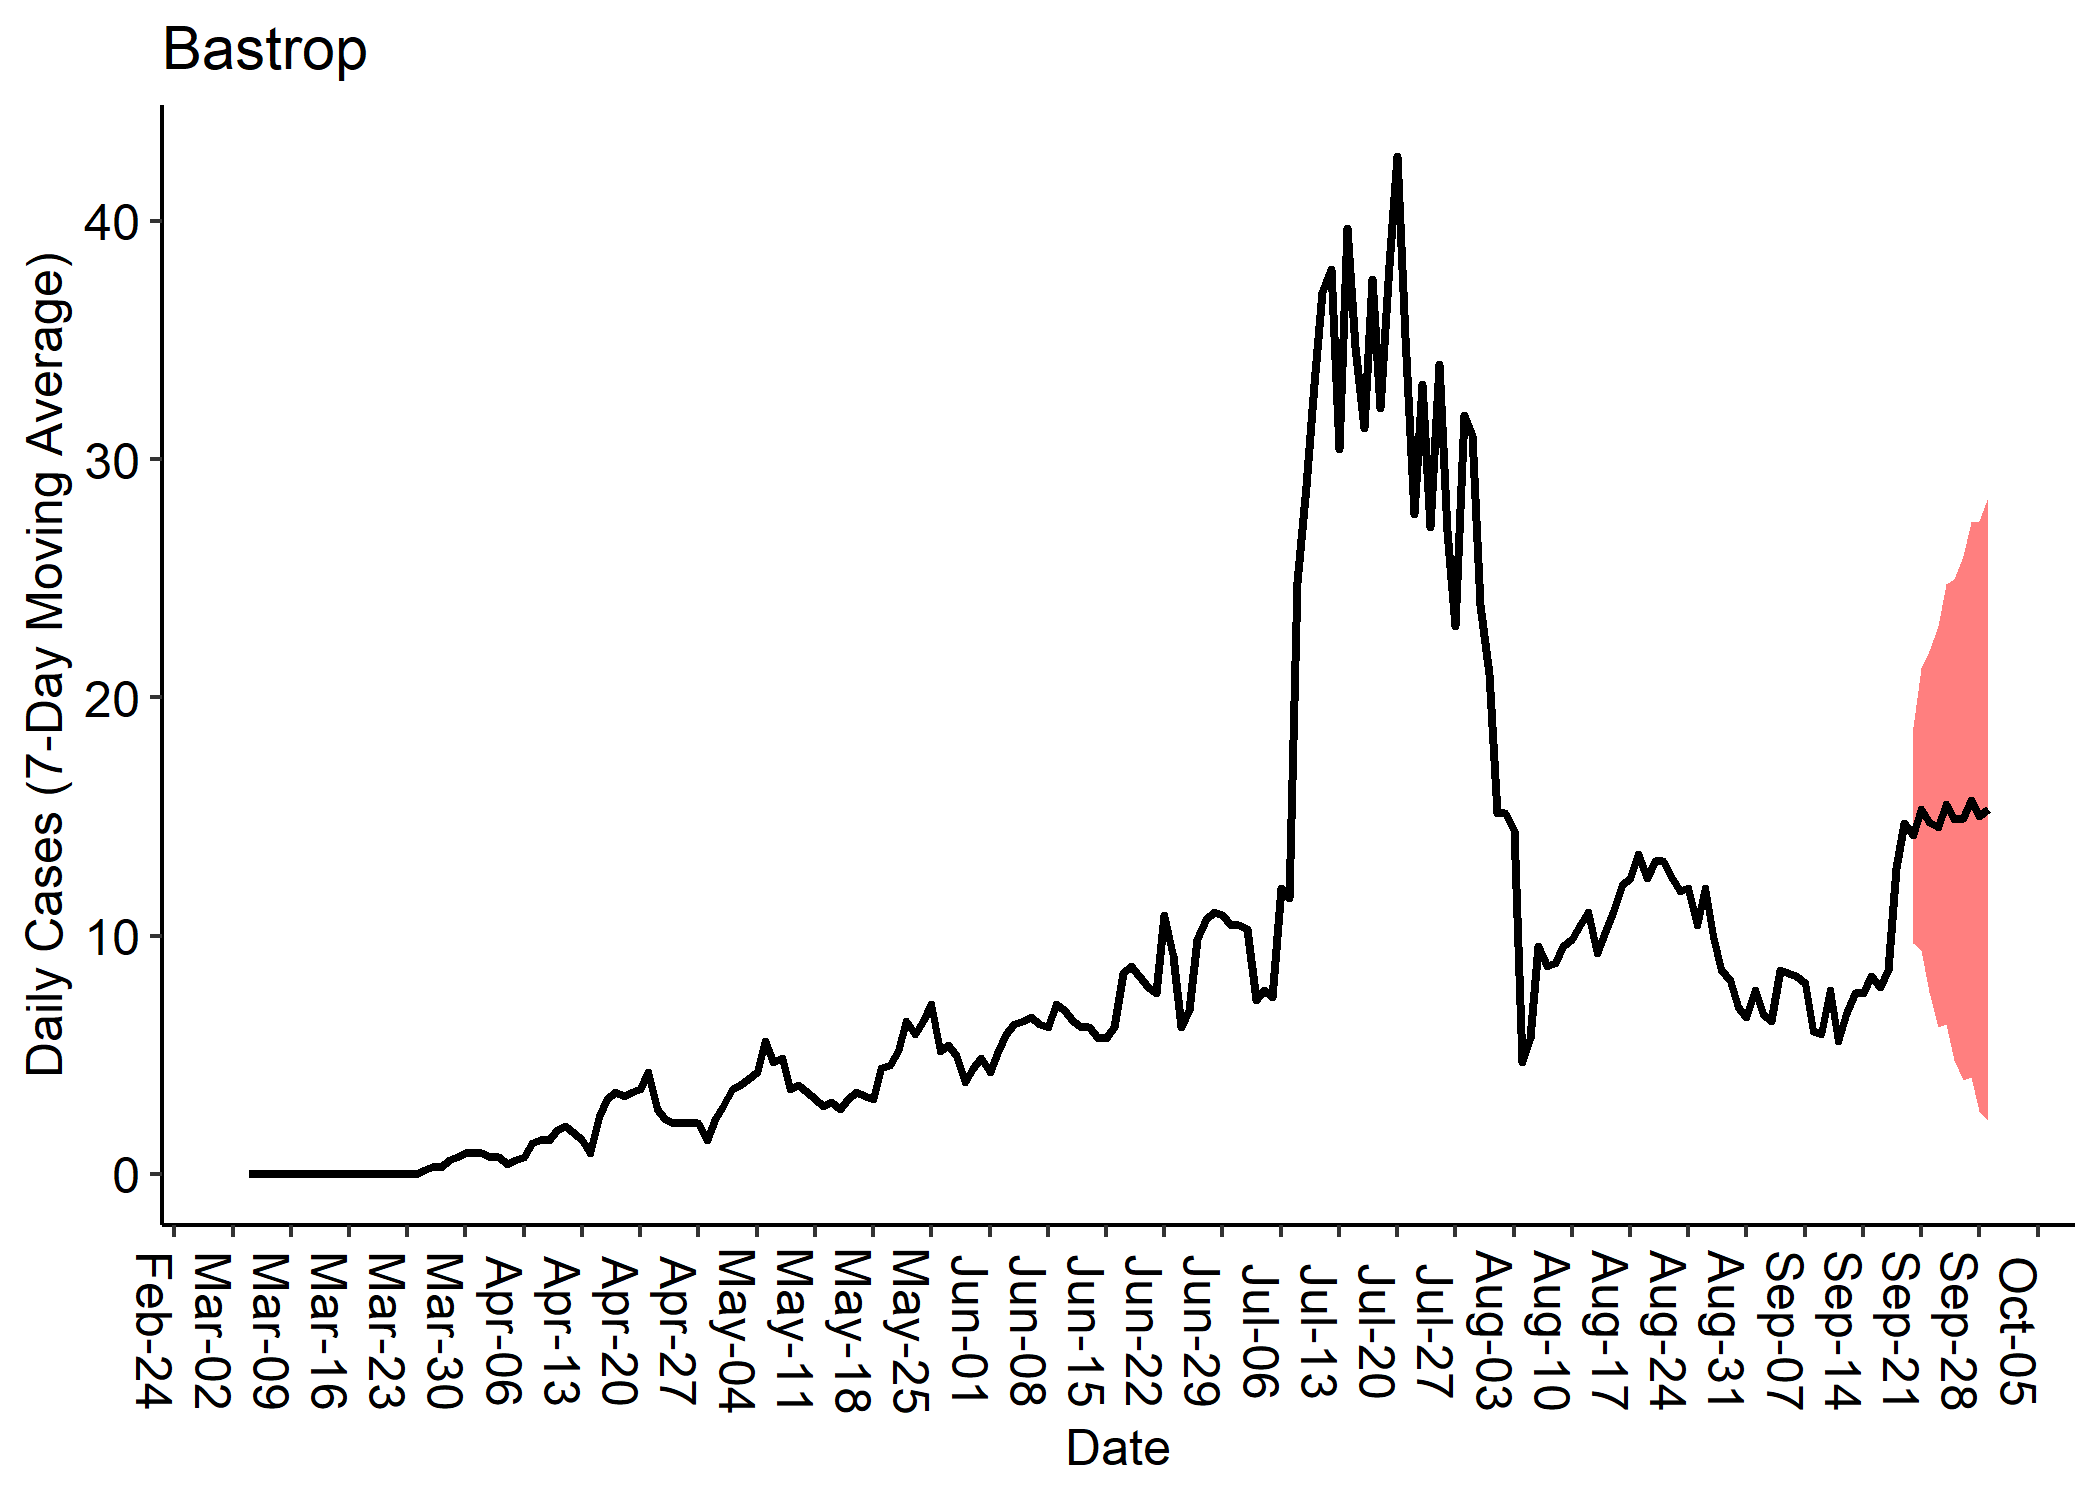 Bastrop
Daily Cases (7-Day Moving Average)
40
30
20
10
0
Feb-24
Mar-02
Mar-09
Mar-16
Mar-23
Mar-30
Apr-06
Apr-13
Apr-20
Apr-27
May-04
May-11
May-18
May-25
Jun-01
Jun-08
Jun-15
Jun-22
Jun-29
Jul-06
Jul-13
Jul-20
Jul-27
Aug-03
Aug-10
Aug-17
Aug-24
Aug-31
Sep-07
Sep-14
Sep-21
Sep-28
Oct-05
Date